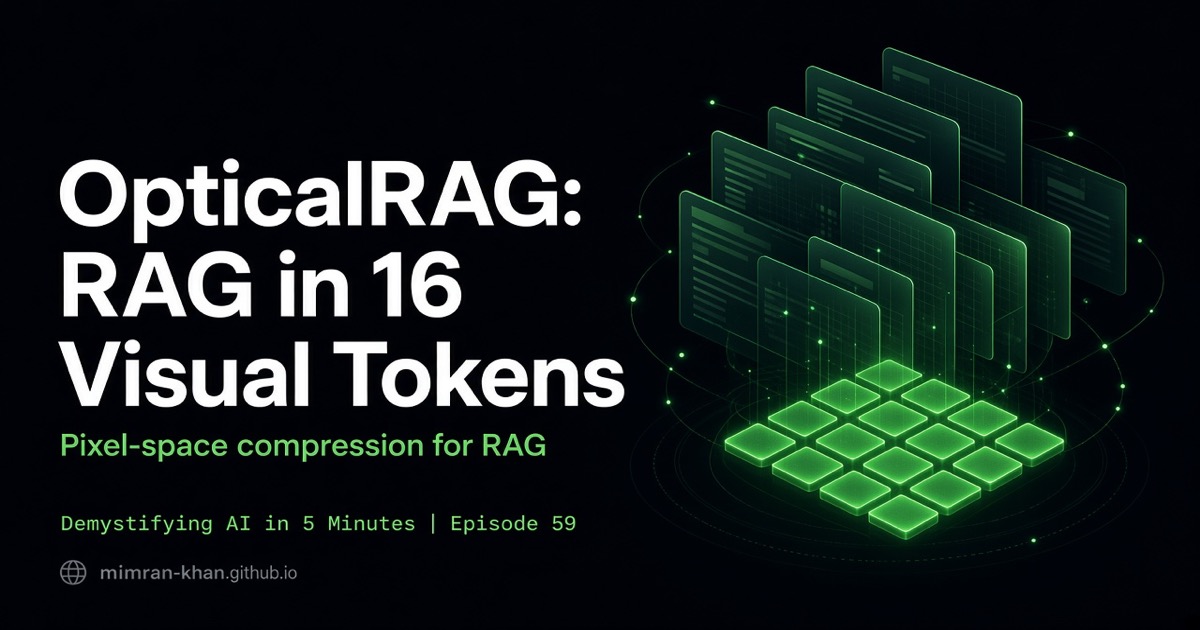 OpticalRAG:
RAG in 16
Visual Tokens
Pixel-space compression for RAG
Demystifying AI in 5 Minutes | Episode 59
mimran-khan.github.io